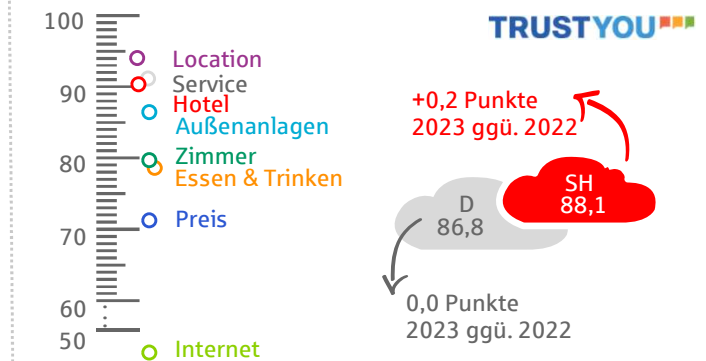 100
90
80
70
60
50
Location
Service
Hotel
Außenanlagen
Zimmer
Essen & Trinken
Preis
Internet
TRUSTYOU
+0,2 Punkte
2023 ggü. 2022
SH
88,1
D
86,8
0,0 Punkte
2023 ggü. 2022